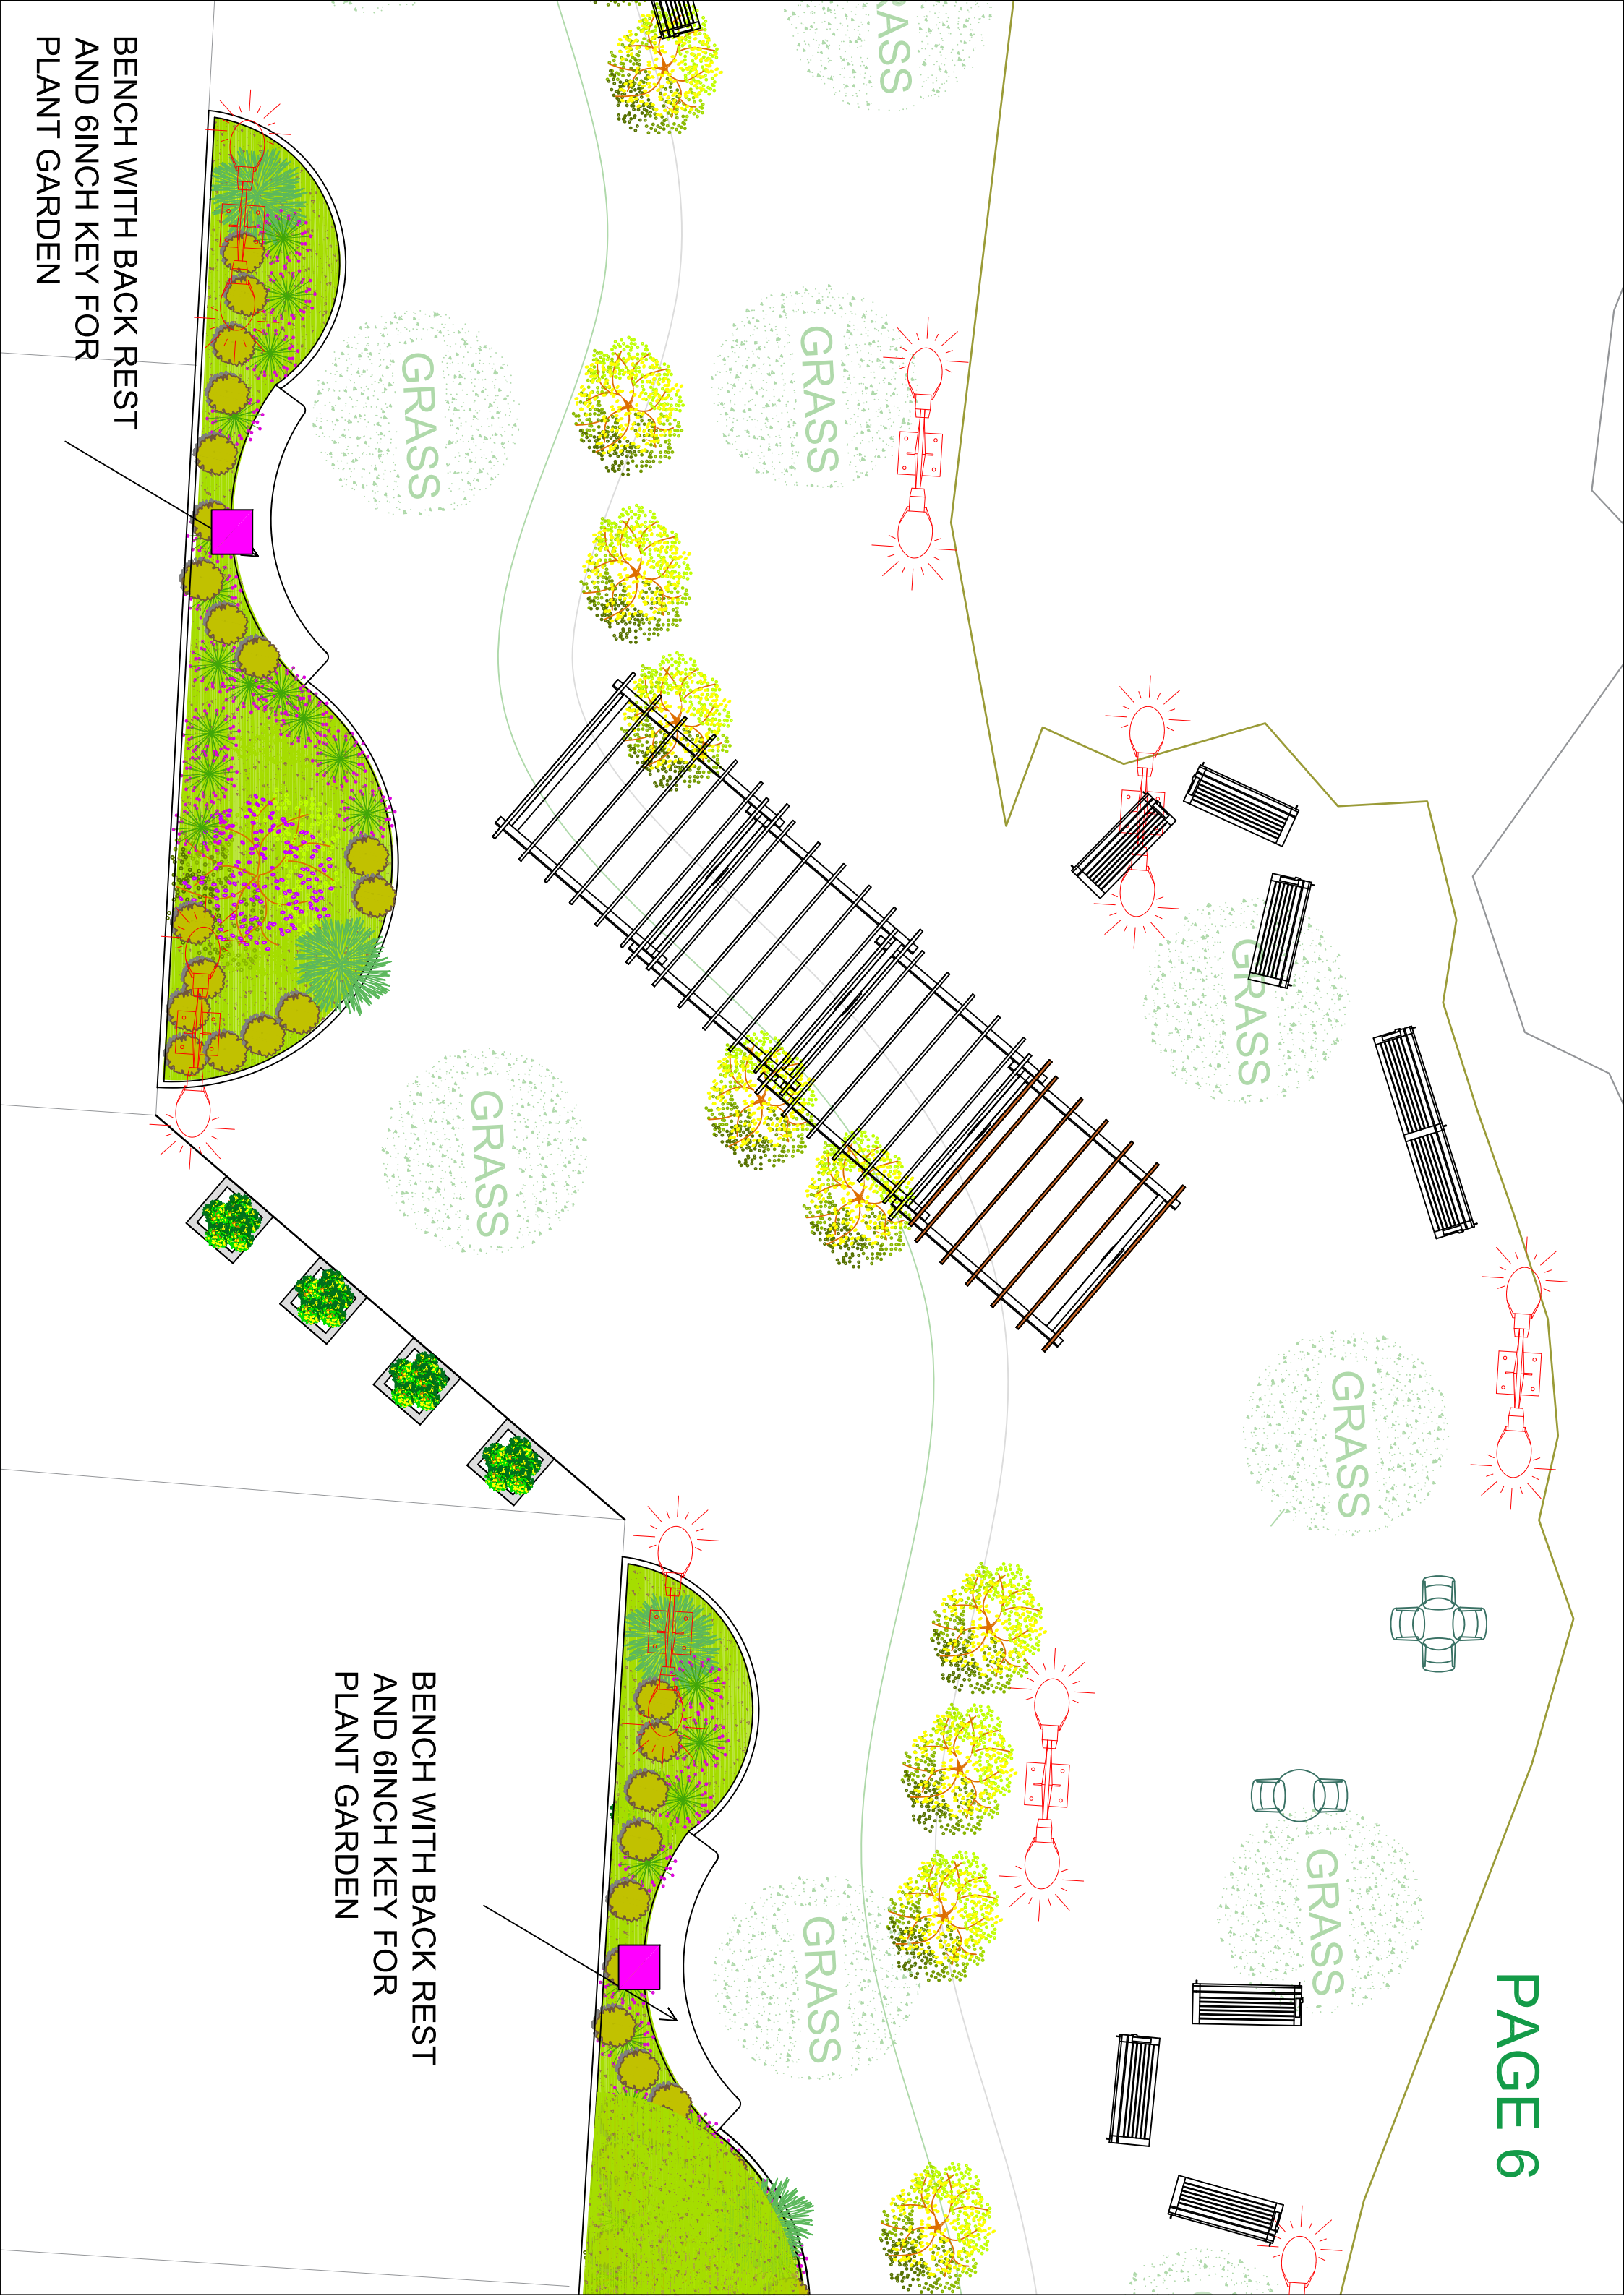 BENCH WITH BACK REST
AND 6INCH KEY FOR
PLANT GARDEN
GRASS
GRASS
GRASS
GRASS
GRASS
GRASS
BENCH WITH BACK REST
AND 6INCH KEY FOR
PLANT GARDEN
GRASS
GRASS
PAGE 6